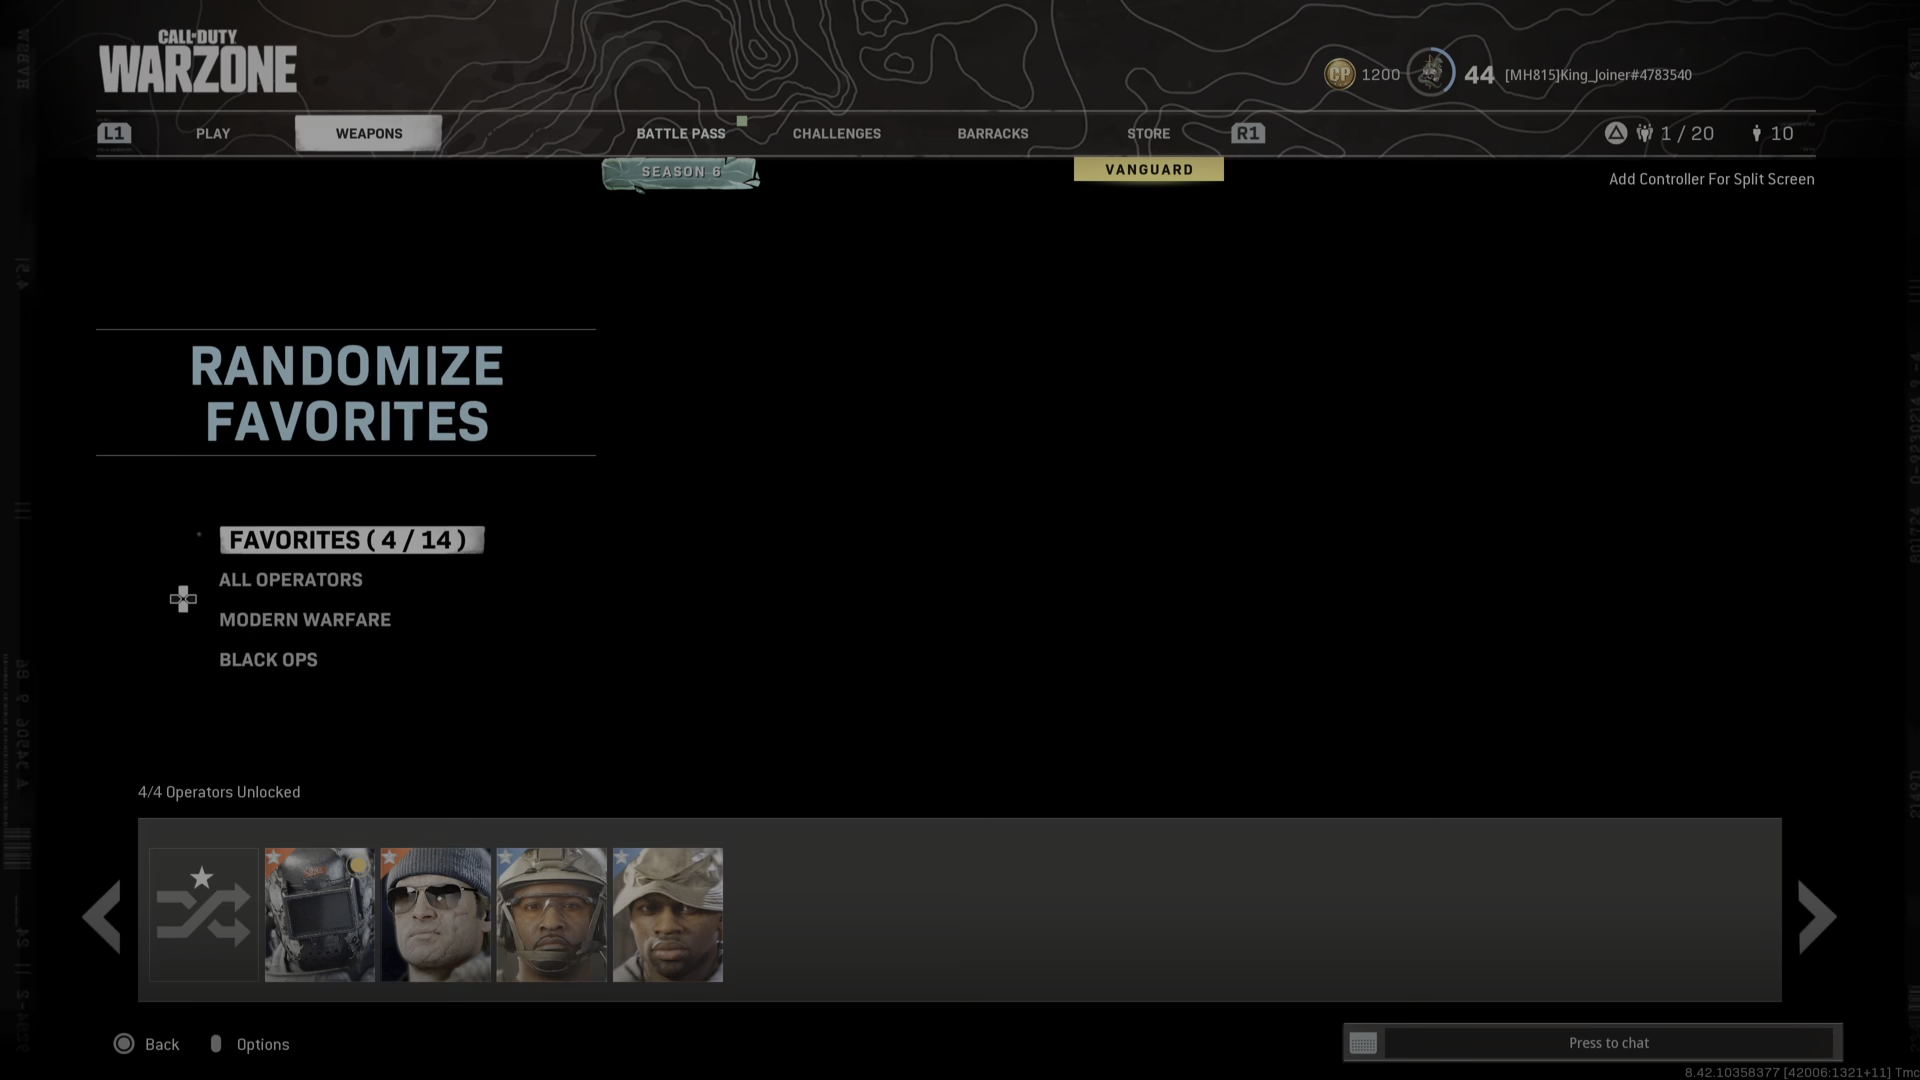 CALL OF DUTY
WARZONE
CP 1200 44 [MH815]King_Joiner#4783540
L1 PLAY WEAPONS BATTLE PASS CHALLENGES BARRACKS STORE R1 1 / 20 10
SEASON 6 VANGUARD
Add Controller For Split Screen
RANDOMIZE
FAVORITES
FAVORITES ( 4 / 14 )
ALL OPERATORS
MODERN WARFARE
BLACK OPS
4/4 Operators Unlocked
Back Options
Press to chat
8.42.10358377 [42006:1321+11] Tmc